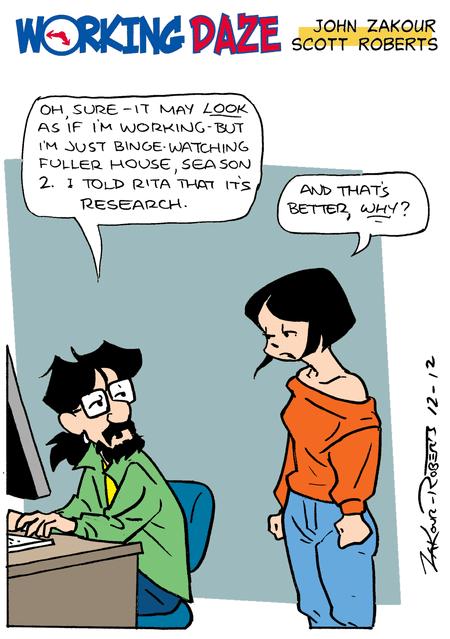 WORKING DAZE
JOHN ZAKOUR
SCOTT ROBERTS
OH, SURE - IT MAY LOOK
AS IF I'M WORKING - BUT
I'M JUST BINGE-WATCHING
FULLER HOUSE, SEASON
2. I TOLD RITA THAT IT'S
RESEARCH.
AND THAT'S
BETTER, WHY?
ZAKOUR-ROBERTS 12-12